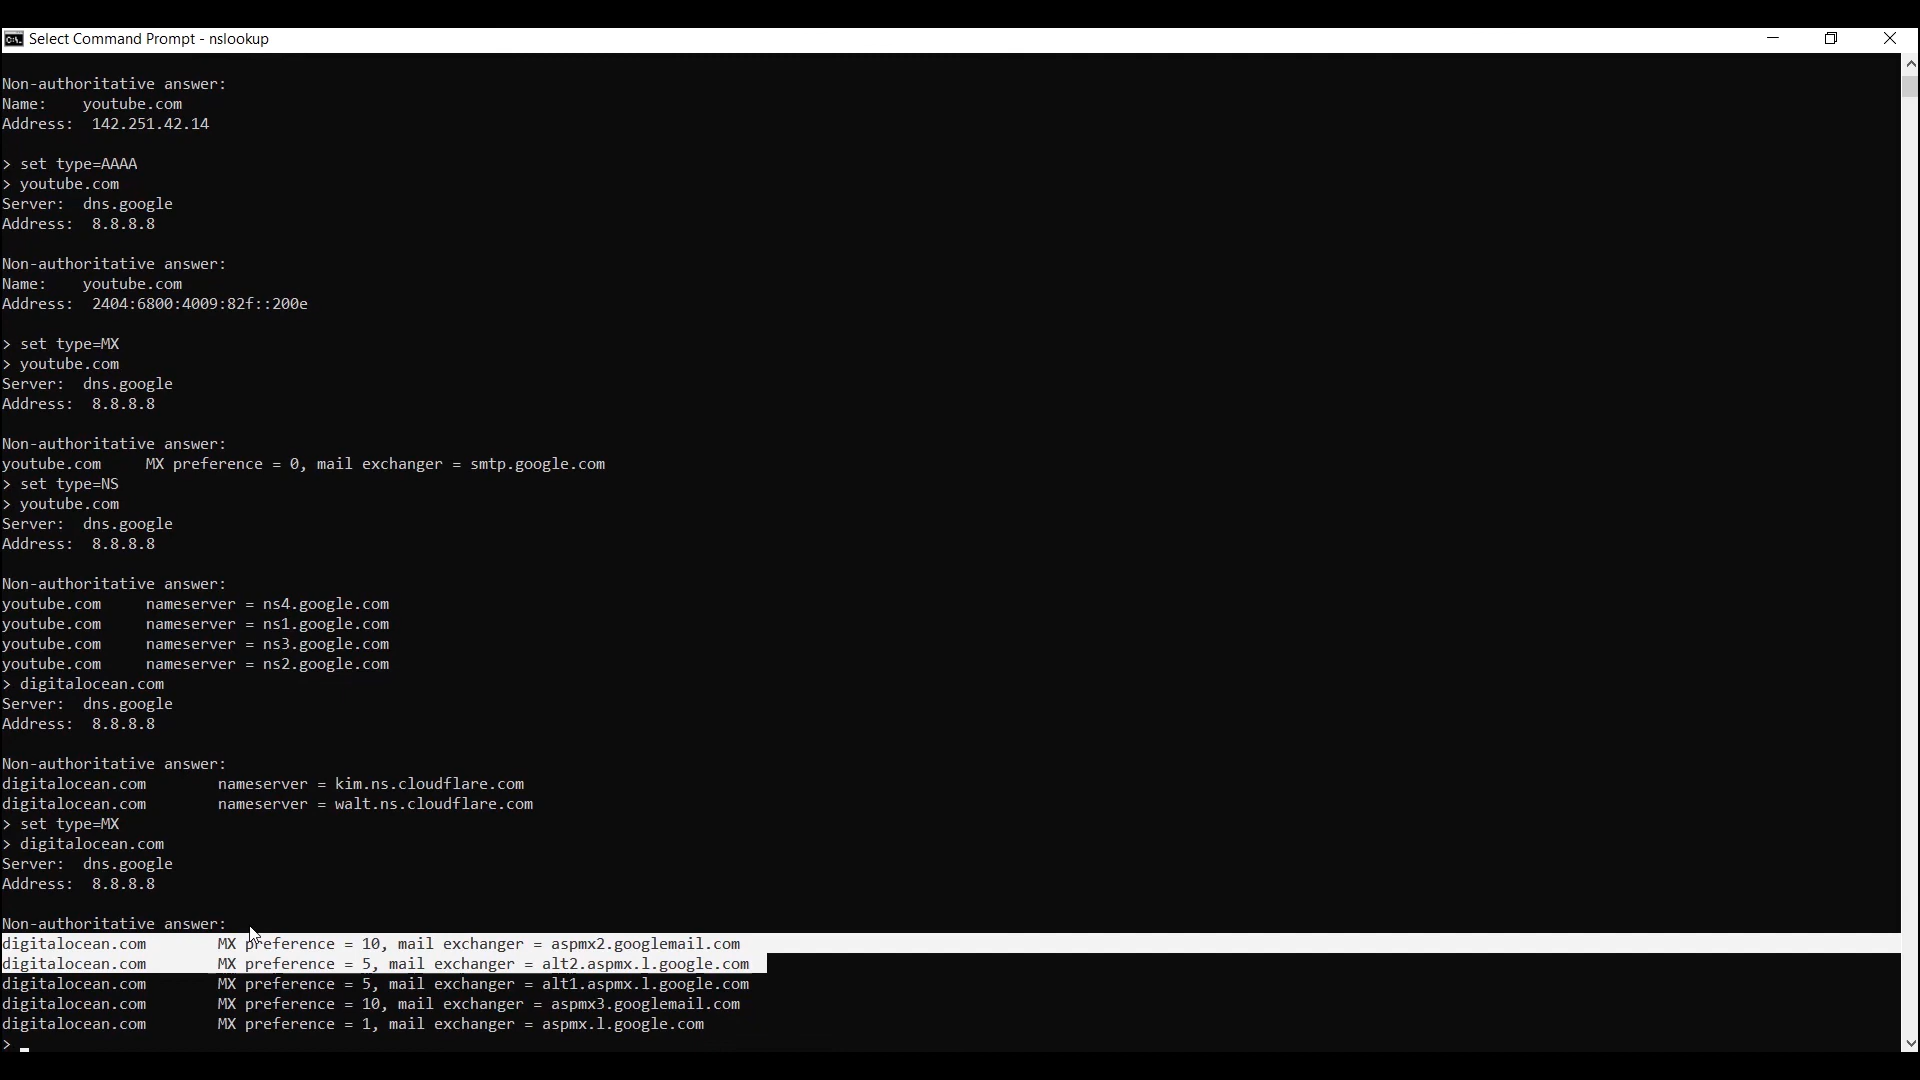 Select Command Prompt - nslookup
Non-authoritative answer:
Name:    youtube.com
Address:  142.251.42.14
> set type=AAAA
> youtube.com
Server:  dns.google
Address:  8.8.8.8
Non-authoritative answer:
Name:    youtube.com
Address:  2404:6800:4009:82f::200e
> set type=MX
> youtube.com
Server:  dns.google
Address:  8.8.8.8
Non-authoritative answer:
youtube.com     MX preference = 0, mail exchanger = smtp.google.com
> set type=NS
> youtube.com
Server:  dns.google
Address:  8.8.8.8
Non-authoritative answer:
youtube.com     nameserver = ns4.google.com
youtube.com     nameserver = ns1.google.com
youtube.com     nameserver = ns3.google.com
youtube.com     nameserver = ns2.google.com
> digitalocean.com
Server:  dns.google
Address:  8.8.8.8
Non-authoritative answer:
digitalocean.com        nameserver = kim.ns.cloudflare.com
digitalocean.com        nameserver = walt.ns.cloudflare.com
> set type=MX
> digitalocean.com
Server:  dns.google
Address:  8.8.8.8
Non-authoritative answer:
digitalocean.com        MX preference = 10, mail exchanger = aspmx2.googlemail.com
digitalocean.com        MX preference = 5, mail exchanger = alt2.aspmx.l.google.com
digitalocean.com        MX preference = 5, mail exchanger = alt1.aspmx.l.google.com
digitalocean.com        MX preference = 10, mail exchanger = aspmx3.googlemail.com
digitalocean.com        MX preference = 1, mail exchanger = aspmx.l.google.com
>